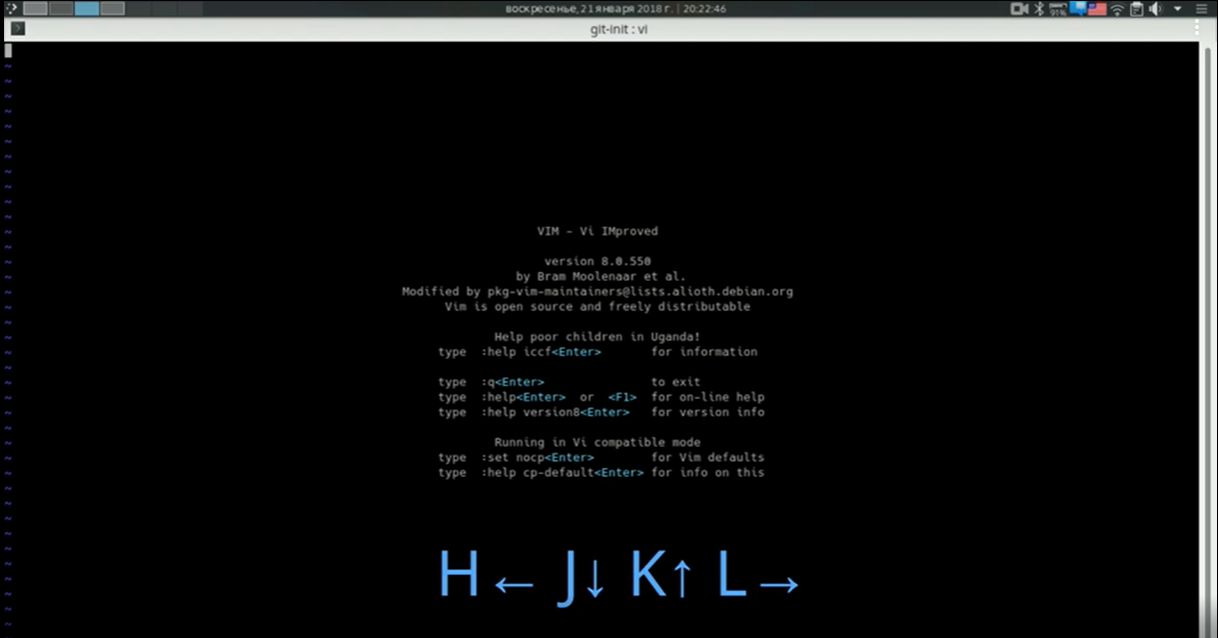 воскресенье, 21 января 2018 г. | 20:22:46
91%
git-init : vi
~
~
~
~
~
~
~
~
~
~
~
~
VIM - Vi IMproved
~
~
version 8.0.550
~
by Bram Moolenaar et al.
~
Modified by pkg-vim-maintainers@lists.alioth.debian.org
~
Vim is open source and freely distributable
~
~
Help poor children in Uganda!
~
type :help iccf<Enter> for information
~
~
type :q<Enter> to exit
~
type :help<Enter> or <F1> for on-line help
~
type :help version8<Enter> for version info
~
~
Running in Vi compatible mode
~
type :set nocp<Enter> for Vim defaults
~
type :help cp-default<Enter> for info on this
~
~
~
~
~
~
~
~
~
~
H ← J ↓ K ↑ L →